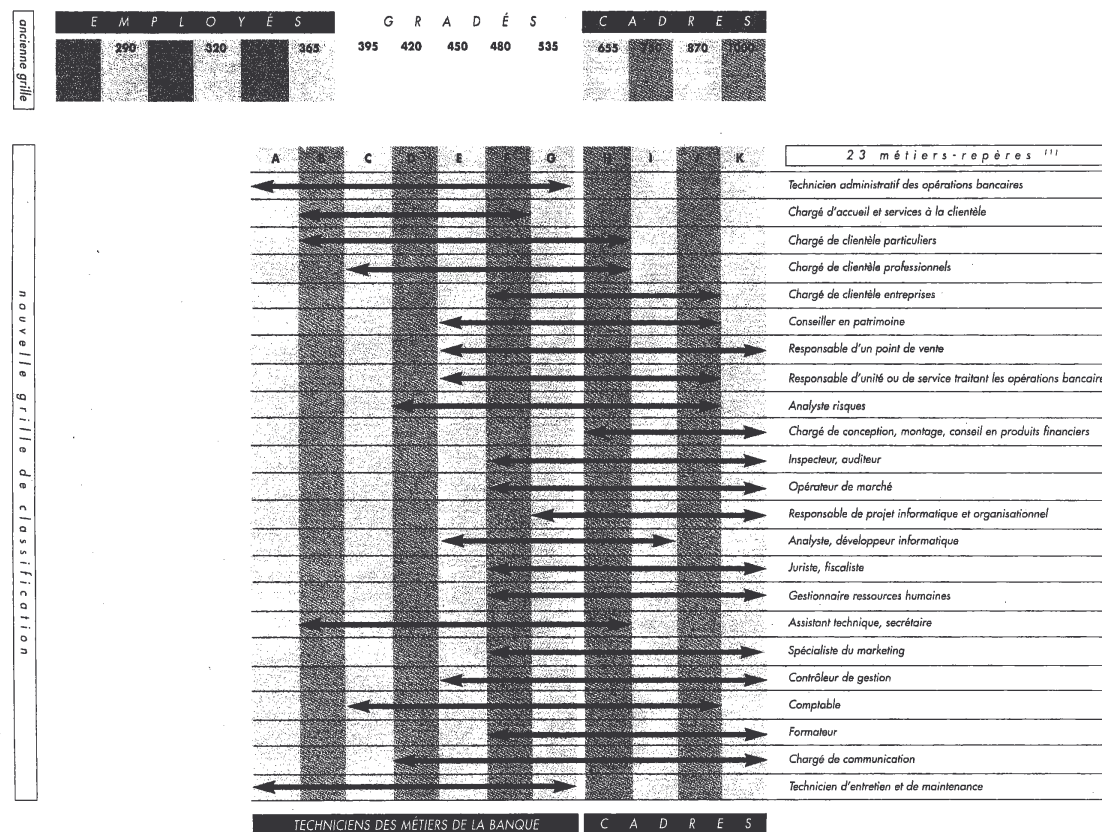 ancienne grille
EMPLOYÉS GRADÉS CADRES
290 320 365 395 420 450 480 535 655 750 870 1000
nouvelle grille de classification
A B C D E F G H I J K
23 métiers-repères (1)
Technicien administratif des opérations bancaires
Chargé d'accueil et services à la clientèle
Chargé de clientèle particuliers
Chargé de clientèle professionnels
Chargé de clientèle entreprises
Conseiller en patrimoine
Responsable d'un point de vente
Responsable d'unité ou de service traitant les opérations bancaire
Analyste risques
Chargé de conception, montage, conseil en produits financiers
Inspecteur, auditeur
Opérateur de marché
Responsable de projet informatique et organisationnel
Analyste, développeur informatique
Juriste, fiscaliste
Gestionnaire ressources humaines
Assistant technique, secrétaire
Spécialiste du marketing
Contrôleur de gestion
Comptable
Formateur
Chargé de communication
Technicien d'entretien et de maintenance
TECHNICIENS DES MÉTIERS DE LA BANQUE CADRES